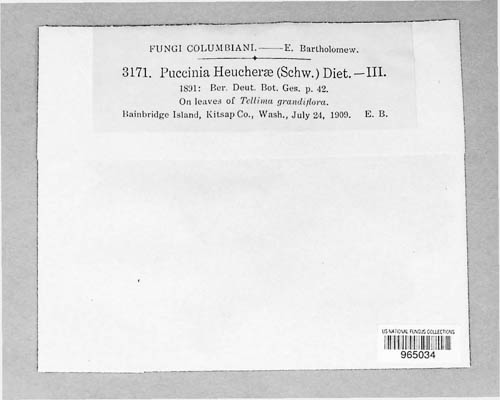 FUNGI COLUMBIANI.——E. Bartholomew.
3171. Puccinia Heucheræ (Schw.) Diet.—III.
1891: Ber. Deut. Bot. Ges. p. 42.
On leaves of Tellima grandiflora.
Bainbridge Island, Kitsap Co., Wash., July 24, 1909. E. B.
US NATIONAL FUNGUS COLLECTIONS
965034